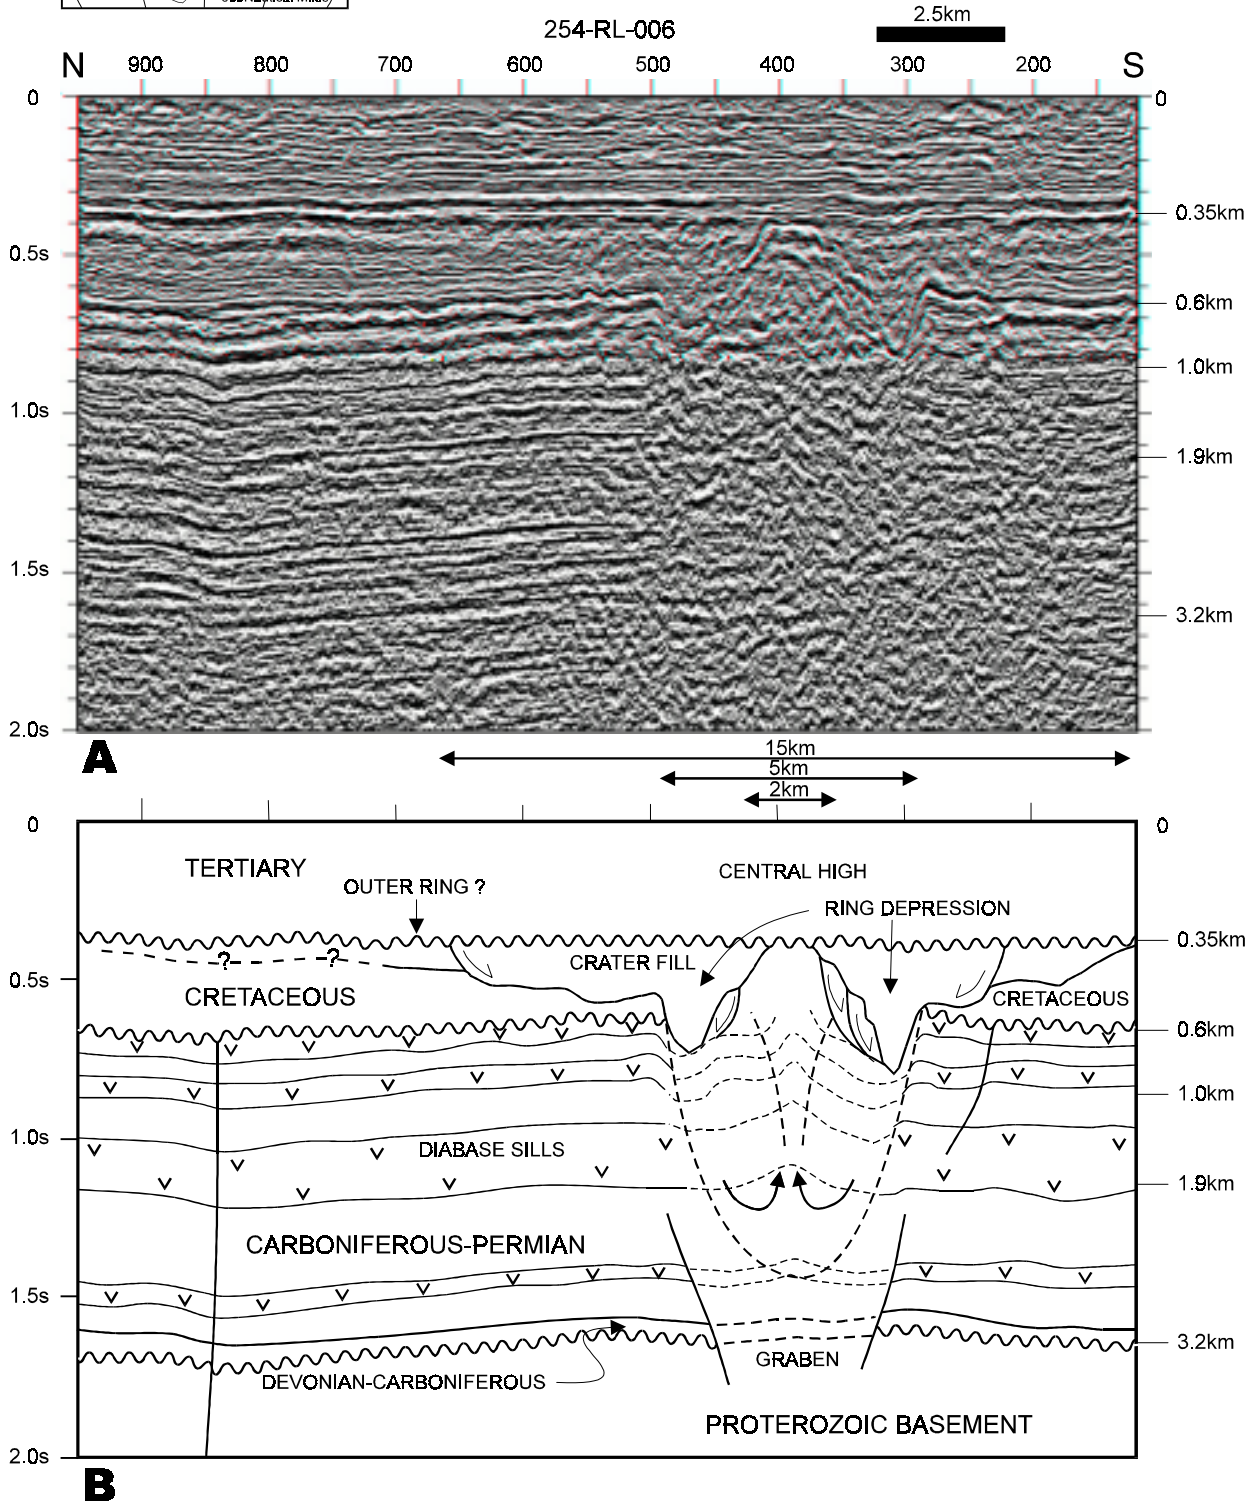 254-RL-006
2.5km
N 900 800 700 600 500 400 300 200 S
0 0
0.35km
0.5s
0.6km
1.0km
1.0s
1.9km
1.5s
3.2km
2.0s
A
15km
5km
2km
0 0
TERTIARY
CENTRAL HIGH
OUTER RING ?
RING DEPRESSION
0.35km
? ?
CRATER FILL
0.5s
CRETACEOUS
CRETACEOUS
0.6km
1.0km
1.0s
DIABASE SILLS
1.9km
CARBONIFEROUS-PERMIAN
1.5s
3.2km
GRABEN
DEVONIAN-CARBONIFEROUS
PROTEROZOIC BASEMENT
2.0s
B